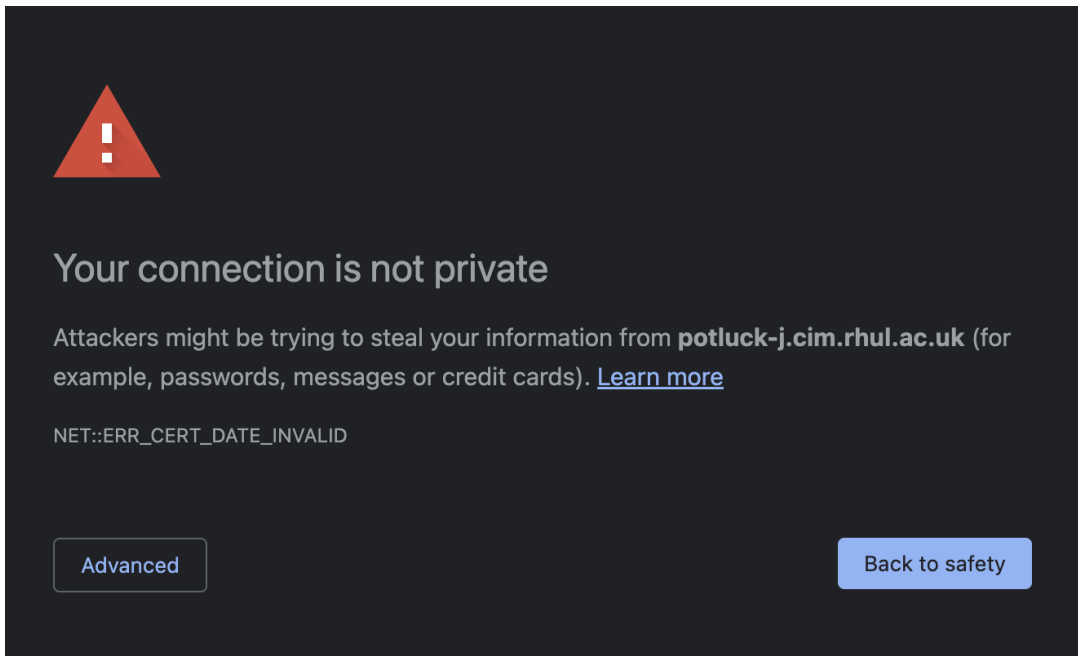 Your connection is not private
Attackers might be trying to steal your information from potluck-j.cim.rhul.ac.uk (for
example, passwords, messages or credit cards). Learn more
NET::ERR_CERT_DATE_INVALID
Advanced
Back to safety